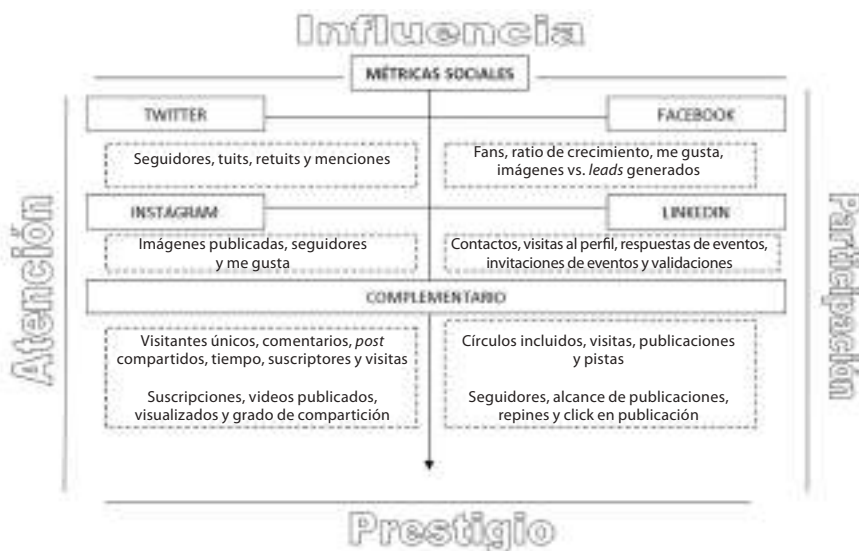 Influencia
MÉTRICAS SOCIALES
TWITTER
FACEBOOK
Seguidores, tuits, retuits y menciones
Fans, ratio de crecimiento, me gusta,
imágenes vs. leads generados
INSTAGRAM
LINKEDIN
Imágenes publicadas, seguidores
y me gusta
Contactos, visitas al perfil, respuestas de eventos,
invitaciones de eventos y validaciones
COMPLEMENTARIO
Visitantes únicos, comentarios, post
compartidos, tiempo, suscriptores y visitas
Suscripciones, videos publicados,
visualizados y grado de compartición
Círculos incluidos, visitas, publicaciones
y pistas
Seguidores, alcance de publicaciones,
repines y click en publicación
Atención
Participación
Prestigio